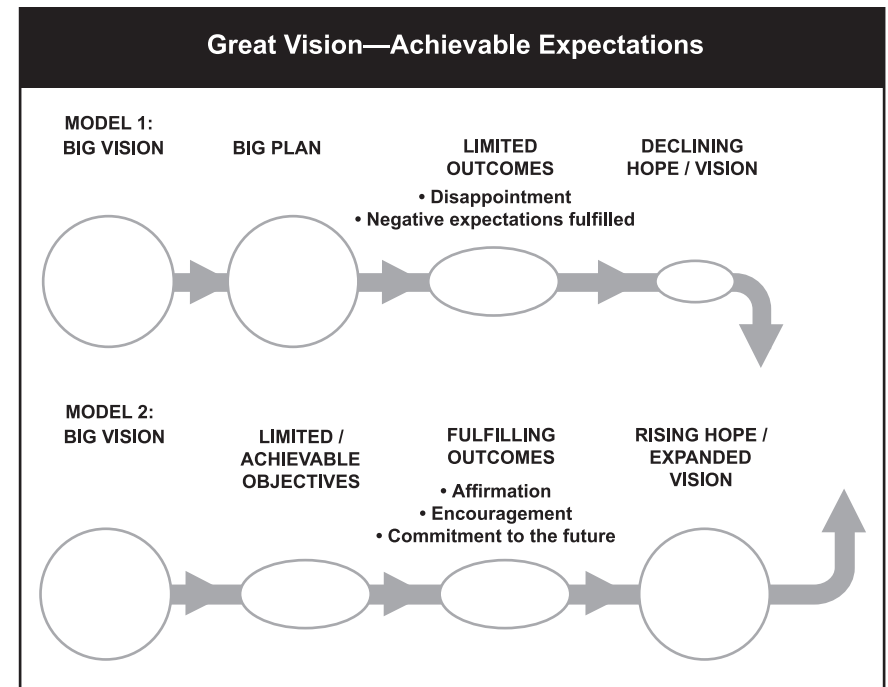 Great Vision—Achievable Expectations
MODEL 1:
BIG VISION
BIG PLAN
LIMITED
OUTCOMES
• Disappointment
• Negative expectations fulfilled
DECLINING
HOPE / VISION
MODEL 2:
BIG VISION
LIMITED /
ACHIEVABLE
OBJECTIVES
FULFILLING
OUTCOMES
• Affirmation
• Encouragement
• Commitment to the future
RISING HOPE /
EXPANDED
VISION